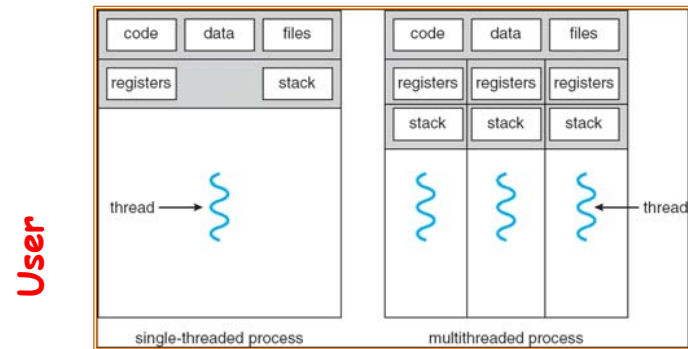 code data files
registers stack
thread
single-threaded process
code data files
registers registers registers
stack stack stack
thread
multithreaded process
User